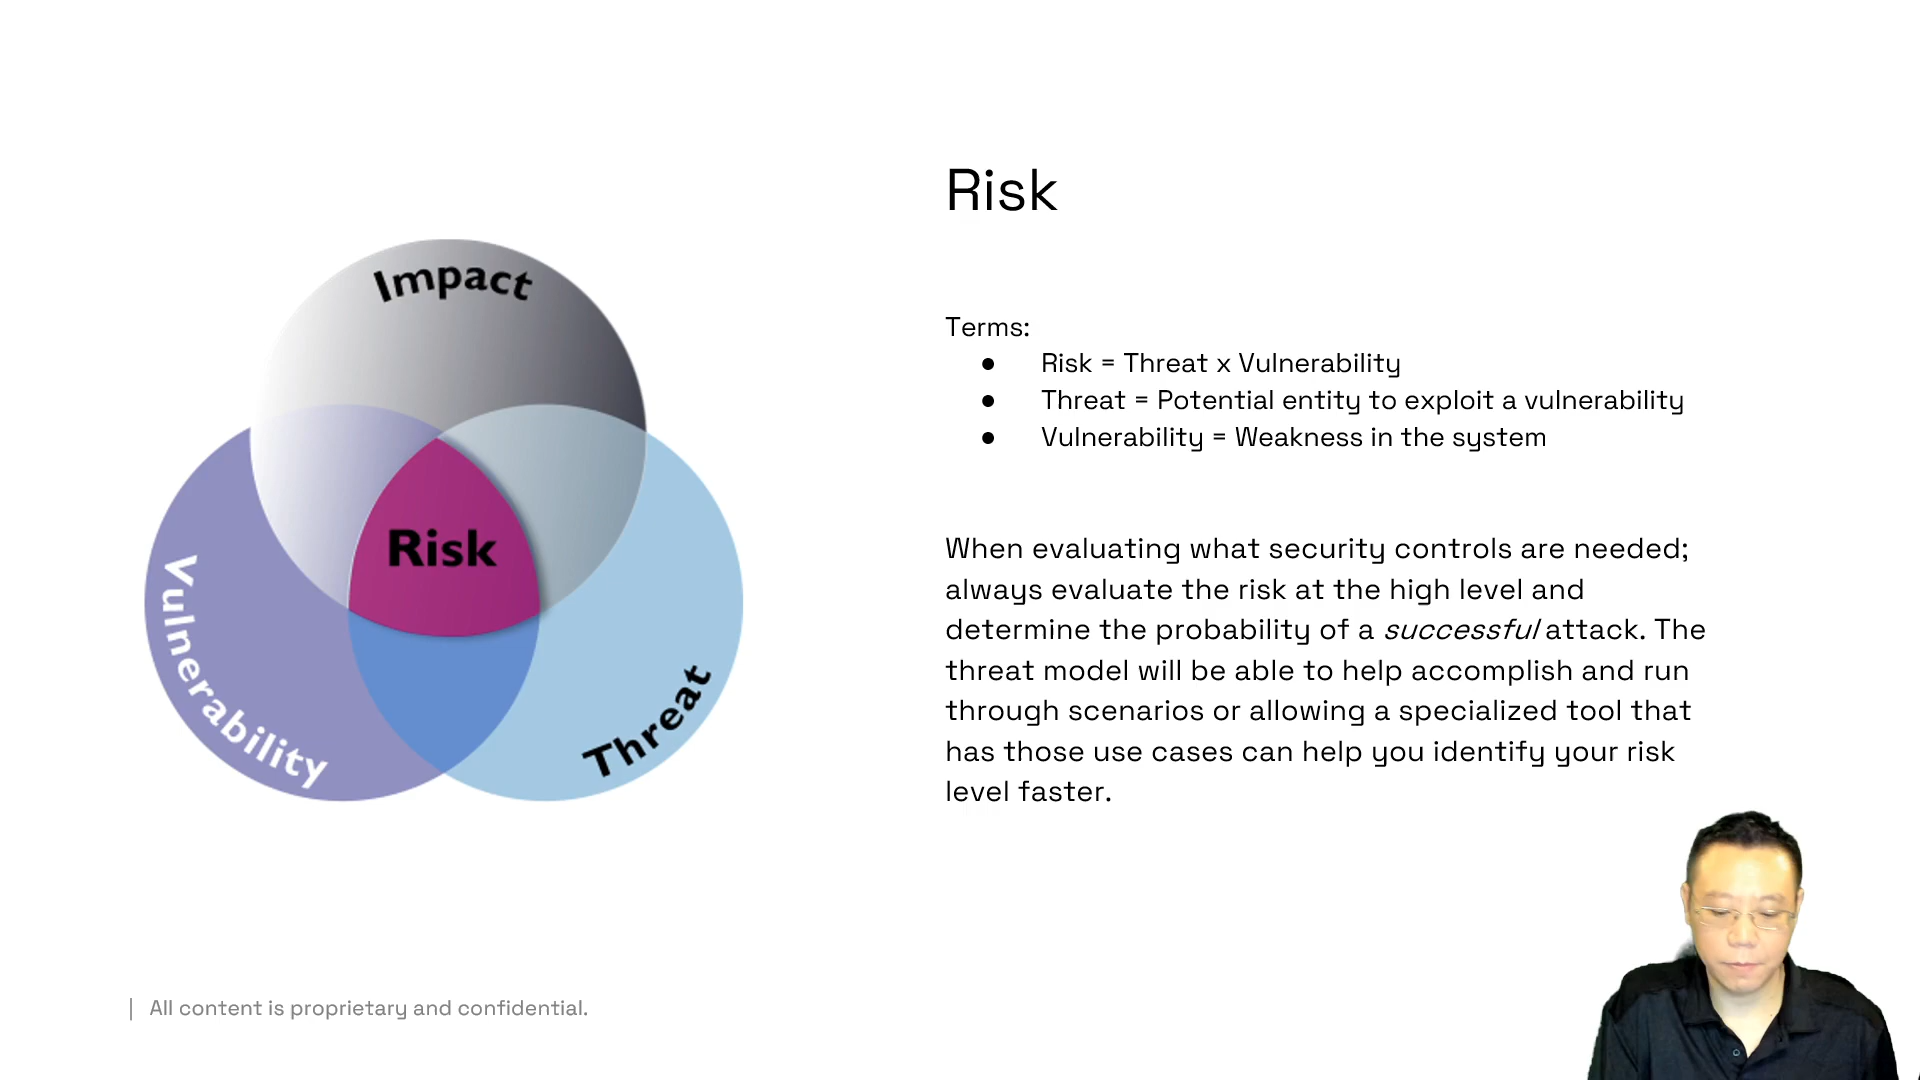 Risk
Impact
Risk
Vulnerability
Threat
Terms:
● Risk = Threat x Vulnerability
● Threat = Potential entity to exploit a vulnerability
● Vulnerability = Weakness in the system
When evaluating what security controls are needed;
always evaluate the risk at the high level and
determine the probability of a successful attack. The
threat model will be able to help accomplish and run
through scenarios or allowing a specialized tool that
has those use cases can help you identify your risk
level faster.
| All content is proprietary and confidential.